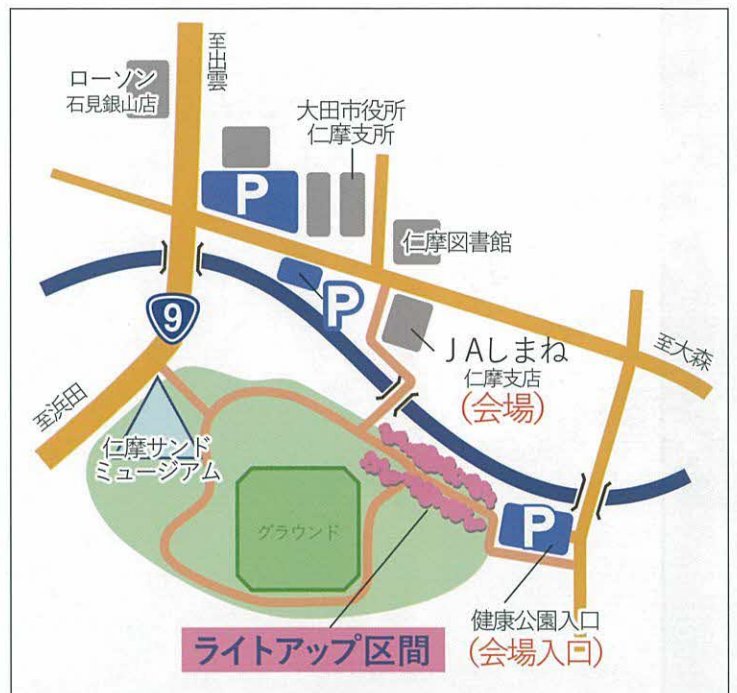 至出雲
ローソン
石見銀山店
大田市役所
仁摩支所
P
仁摩図書館
P
9
JAしまね
仁摩支店
(会場)
至大森
至浜田
仁摩サンド
ミュージアム
グラウンド
P
健康公園入口
(会場入口)
ライトアップ区間